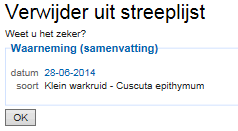 Verwijder uit streeplijst
Weet u het zeker?
Waarneming (samenvatting)
datum 28-06-2014
soort Klein warkruid - Cuscuta epithymum
OK